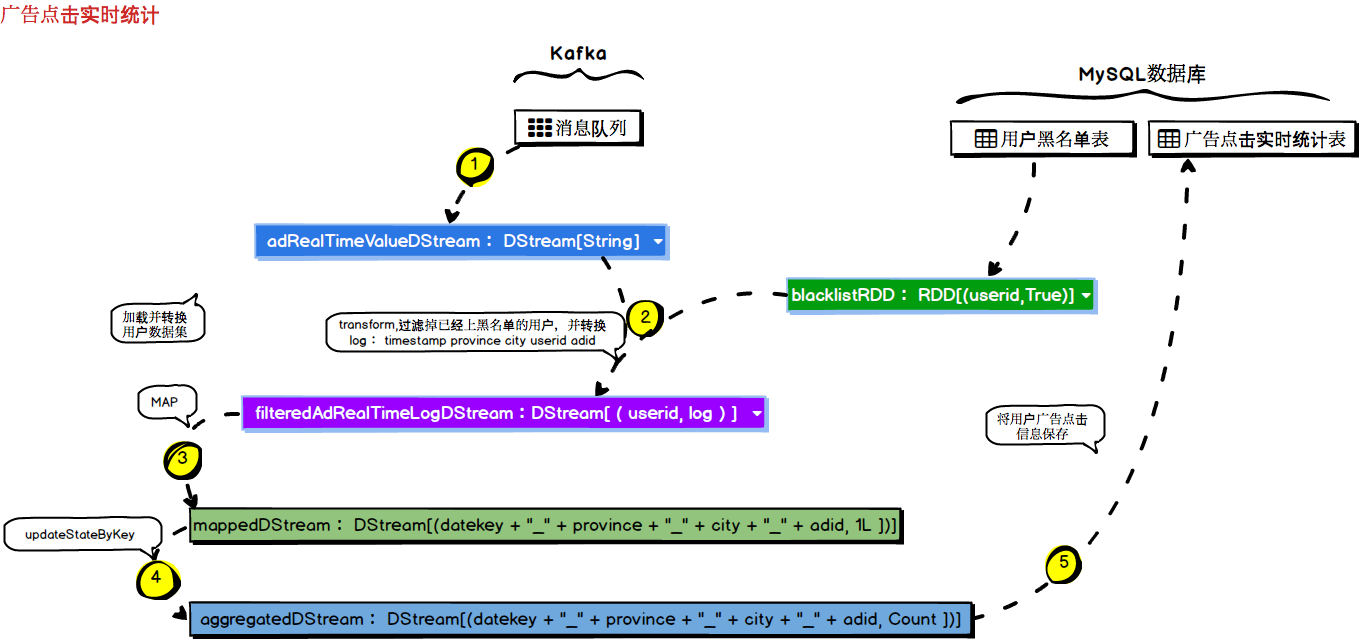 广告点击实时统计
Kafka
MySQL数据库
消息队列
用户黑名单表
广告点击实时统计表
1
adRealTimeValueDStream： DStream[String]
blacklistRDD： RDD[(userid,True)]
加载并转换
用户数据集
transform,过滤掉已经上黑名单的用户，并转换
log： timestamp province city userid adid
2
MAP
filteredAdRealTimeLogDStream：DStream[ ( userid, log ) ]
将用户广告点击
信息保存
3
mappedDStream： DStream[(datekey + "_" + province + "_" + city + "_" + adid, 1L ])]
updateStateByKey
4
5
aggregatedDStream： DStream[(datekey + "_" + province + "_" + city + "_" + adid, Count ])]